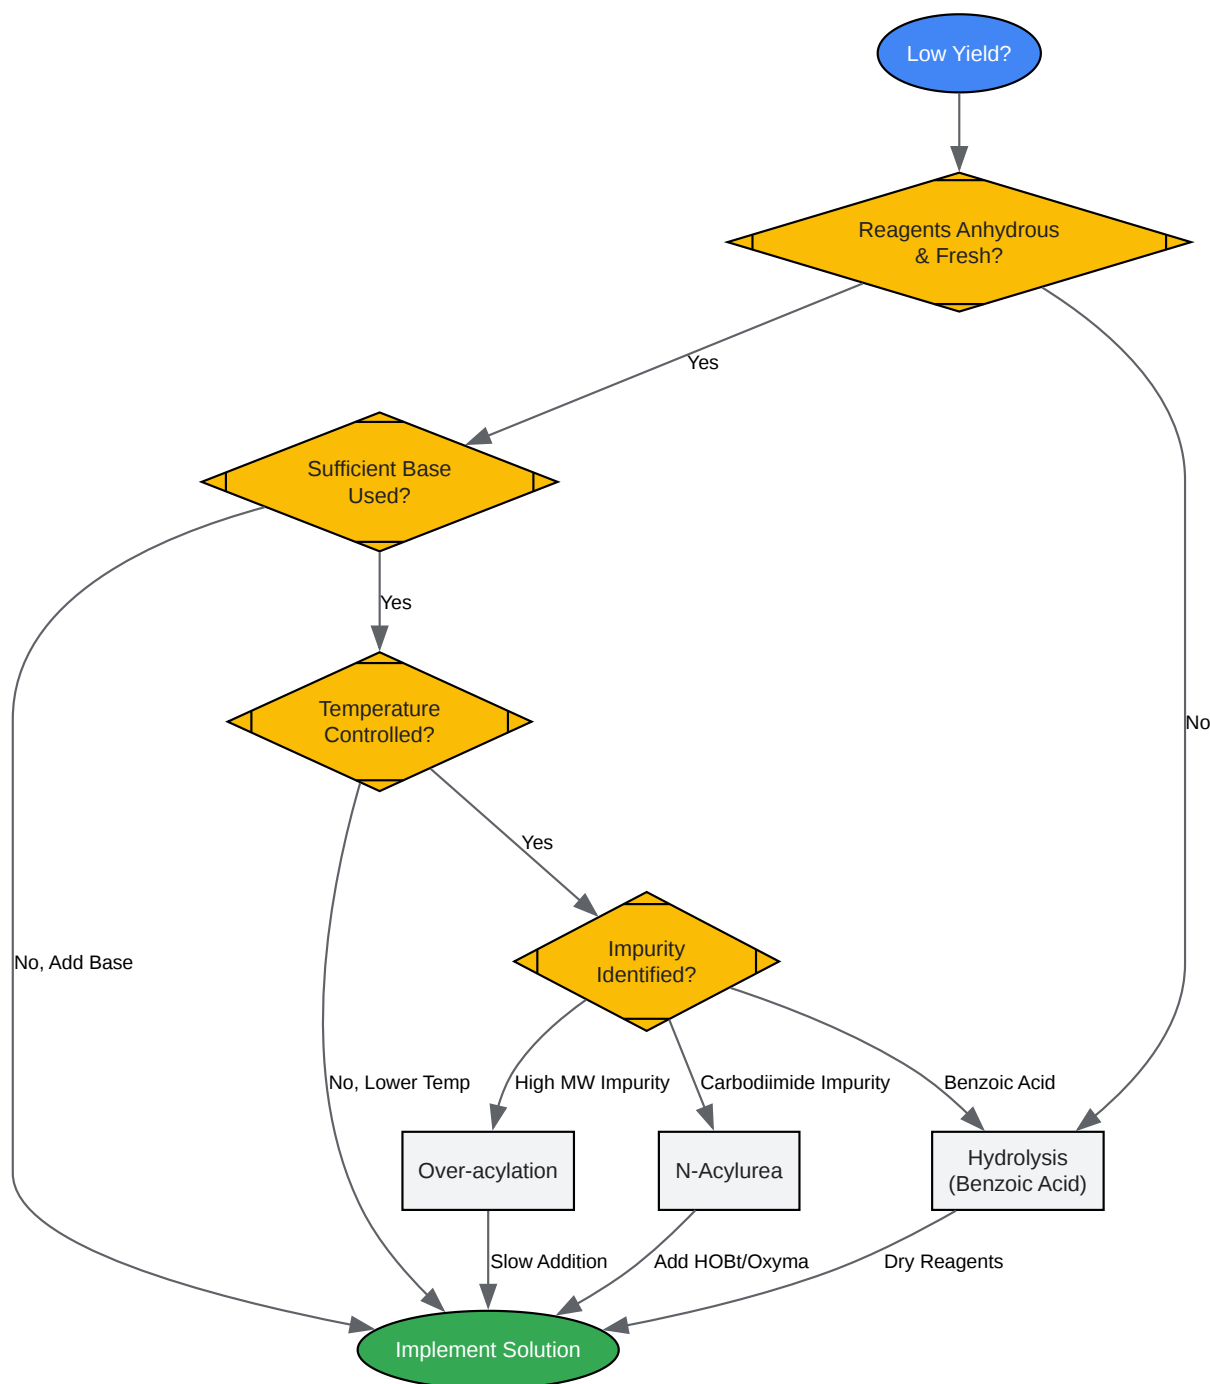 Low Yield?
Reagents Anhydrous
& Fresh?
Yes
Sufficient Base
Used?
Yes
Temperature
Controlled?
No
Yes
Impurity
Identified?
No, Add Base
No, Lower Temp
High MW Impurity
Carbodiimide Impurity
Benzoic Acid
Over-acylation
N-Acylurea
Hydrolysis
(Benzoic Acid)
Slow Addition
Add HOBt/Oxyma
Dry Reagents
Implement Solution